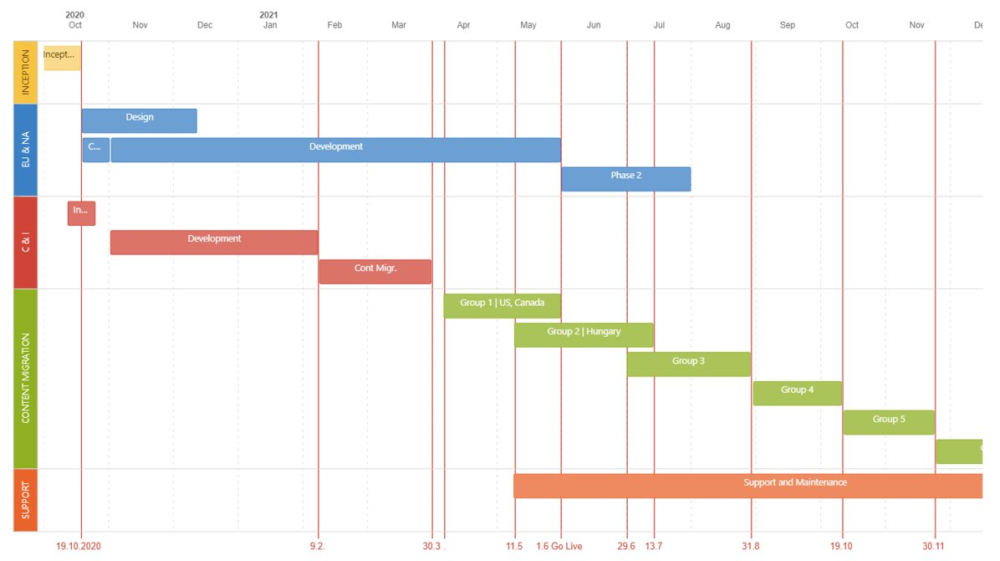 2020 2021
Oct Nov Dec Jan Feb Mar Apr May Jun Jul Aug Sep Oct Nov
INCEPTION
Incept...
EU & NA
Design
C... Development
Phase 2
C & I
In...
Development
Cont Migr.
CONTENT MIGRATION
Group 1 | US, Canada
Group 2 | Hungary
Group 3
Group 4
Group 5
SUPPORT
Support and Maintenance
19.10.2020 9.2. 30.3 . 11.5 1.6 Go Live 29.6 13.7 31.8 19.10 30.11